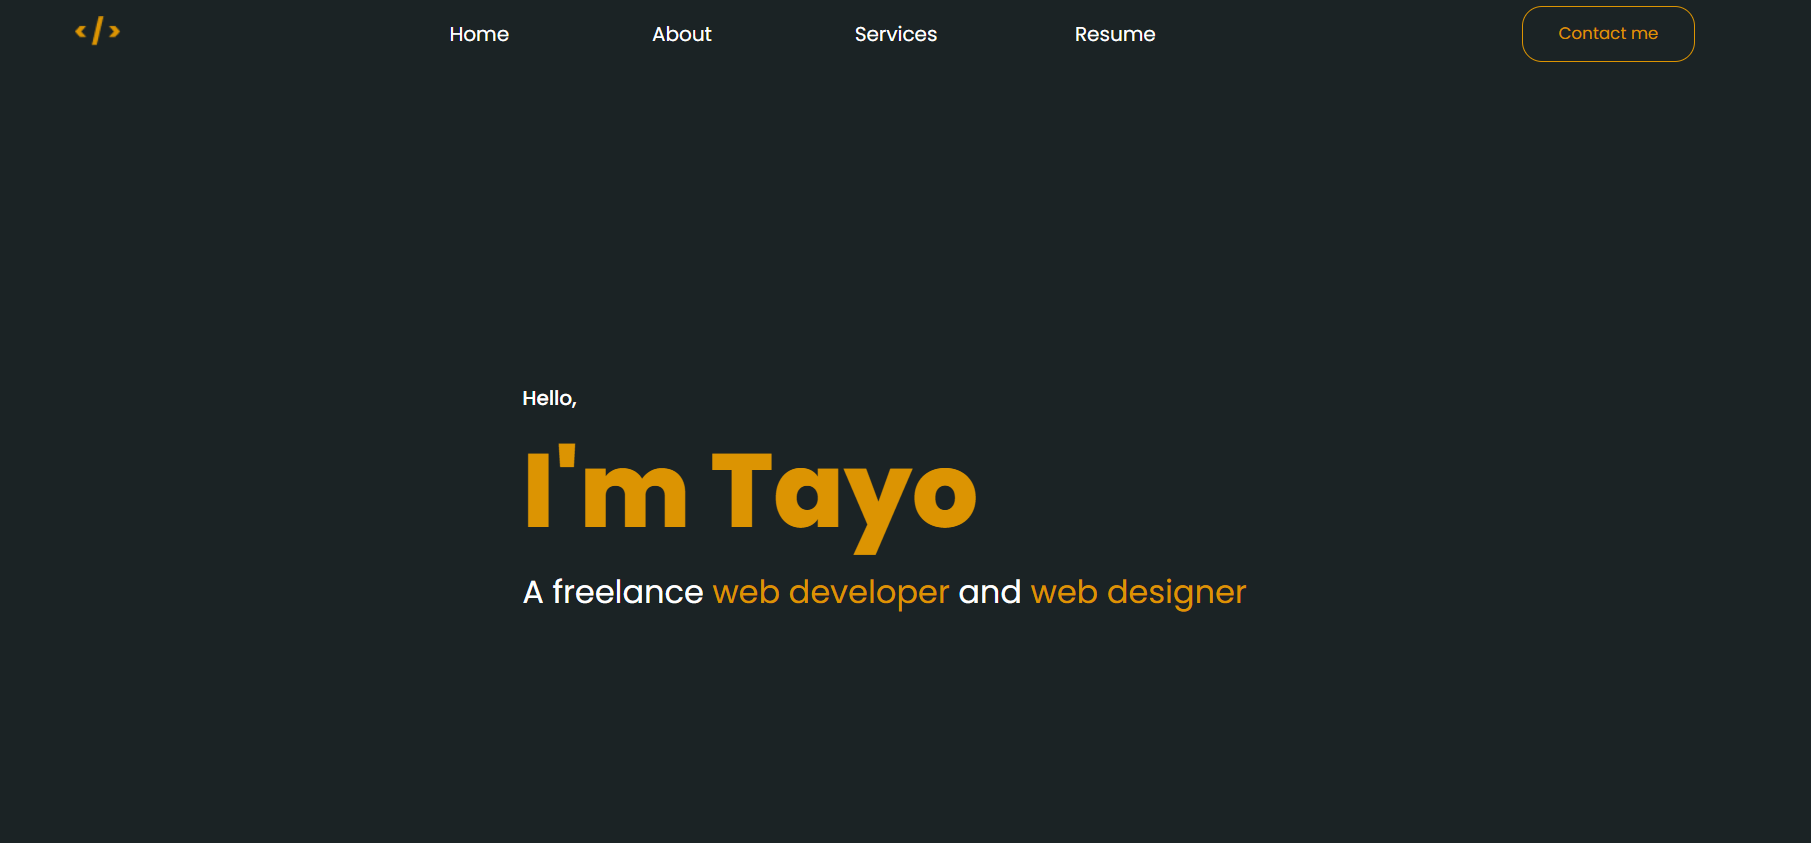 </>
Home About Services Resume Contact me
Hello,
I'm Tayo
A freelance web developer and web designer